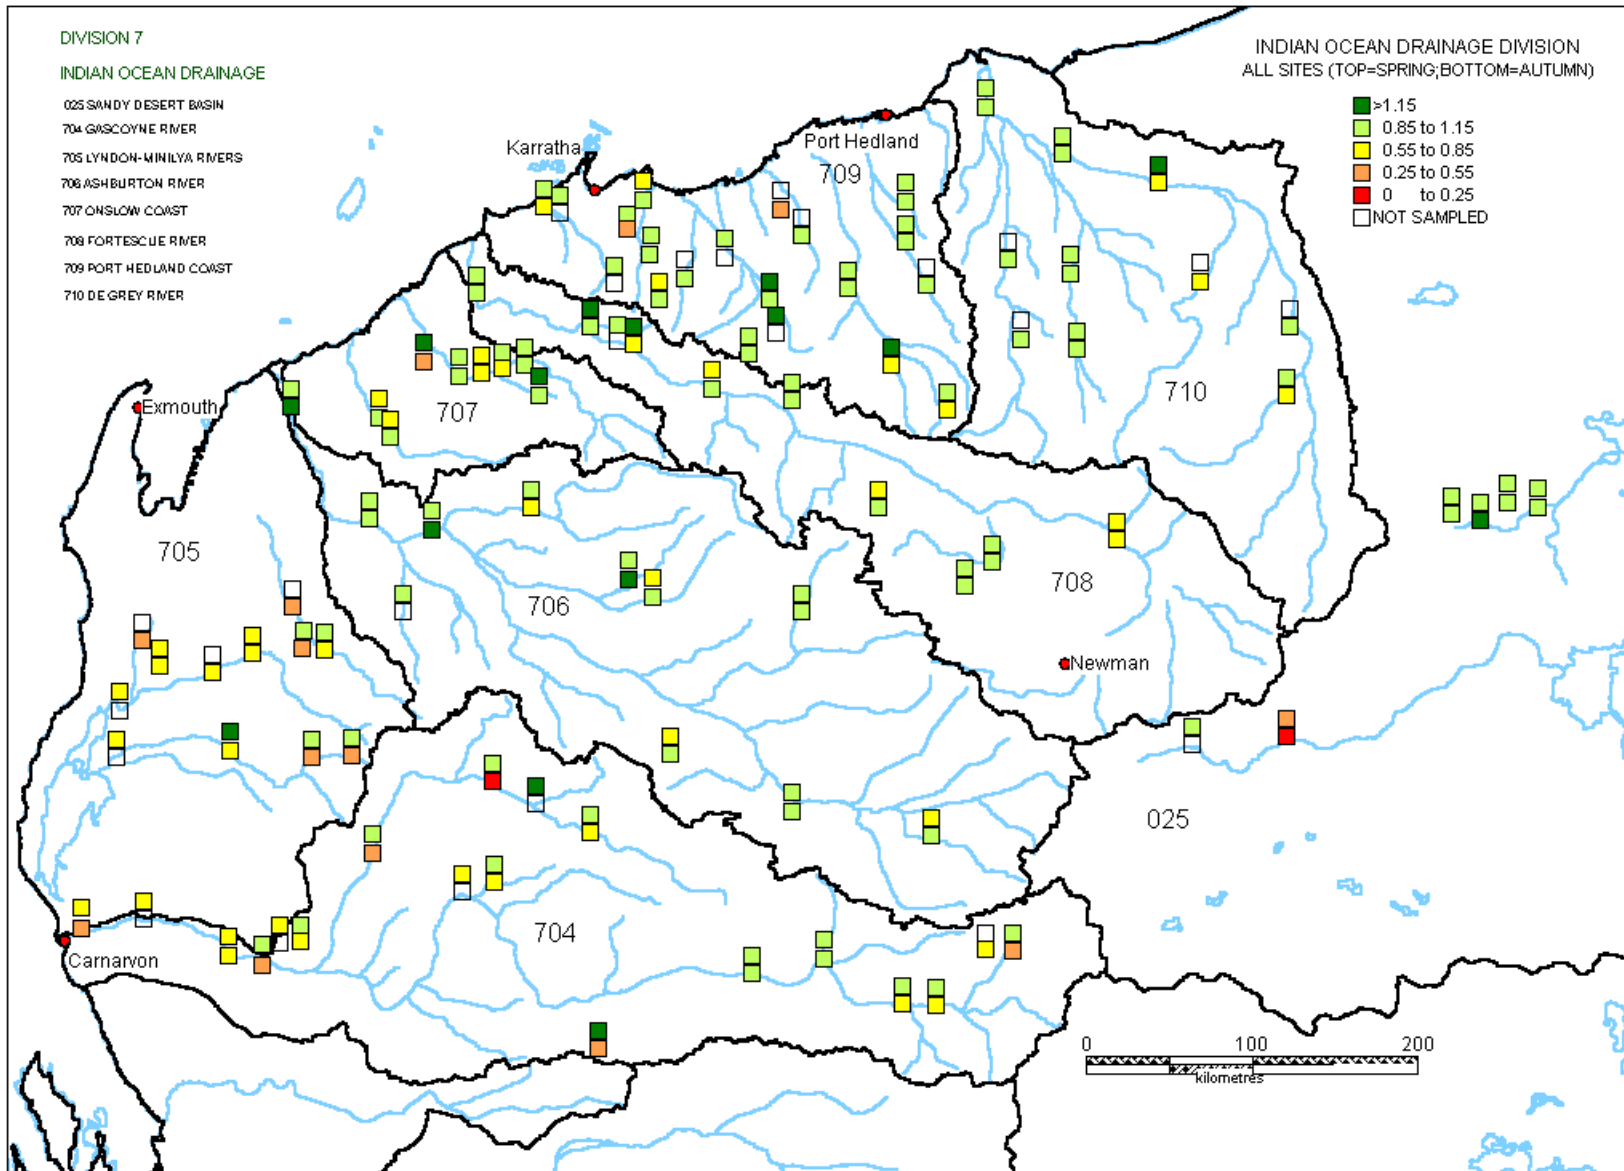 DIVISION 7
INDIAN OCEAN DRAINAGE
025 SANDY DESERT BASIN
704 GASCOYNE RIVER
705 LYNDON-MINILYA RIVERS
706 ASHBURTON RIVER
707 ONSLOW COAST
708 FORTESCUE RIVER
709 PORT HEDLAND COAST
710 DE GREY RIVER
INDIAN OCEAN DRAINAGE DIVISION
ALL SITES (TOP=SPRING;BOTTOM=AUTUMN)
>1.15
0.85 to 1.15
0.55 to 0.85
0.25 to 0.55
0 to 0.25
NOT SAMPLED
Karratha
Port Hedland
709
710
Exmouth
707
705
706
708
Newman
025
704
Carnarvon
0 100 200
kilometres